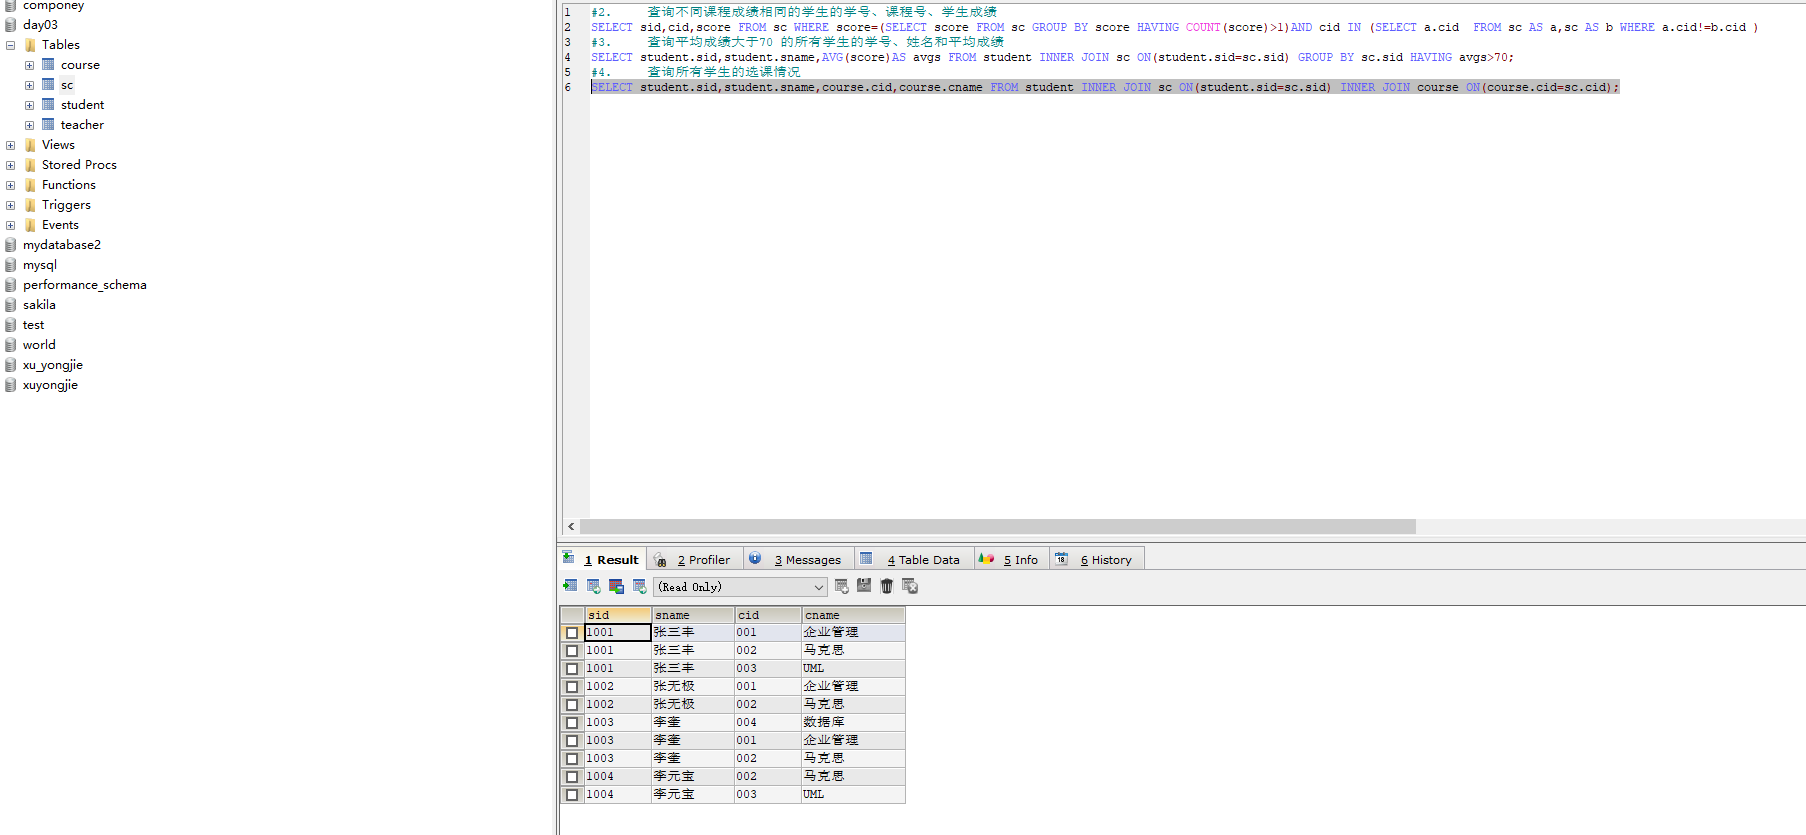 componey
day03
Tables
course
sc
student
teacher
Views
Stored Procs
Functions
Triggers
Events
mydatabase2
mysql
performance_schema
sakila
test
world
xu_yongjie
xuyongjie
1 #2. 查询不同课程成绩相同的学生的学号、课程号、学生成绩
2 SELECT sid,cid,score FROM sc WHERE score=(SELECT score FROM sc GROUP BY score HAVING COUNT(score)>1)AND cid IN (SELECT a.cid  FROM sc AS a,sc AS b WHERE a.cid!=b.cid )
3 #3. 查询平均成绩大于70 的所有学生的学号、姓名和平均成绩
4 SELECT student.sid,student.sname,AVG(score)AS avgs FROM student INNER JOIN sc ON(student.sid=sc.sid) GROUP BY sc.sid HAVING avgs>70;
5 #4. 查询所有学生的选课情况
6 SELECT student.sid,student.sname,course.cid,course.cname FROM student INNER JOIN sc ON(student.sid=sc.sid) INNER JOIN course ON(course.cid=sc.cid);
1 Result 2 Profiler 3 Messages 4 Table Data 5 Info 18 6 History
(Read Only)
sid sname cid cname
1001 张三丰 001 企业管理
1001 张三丰 002 马克思
1001 张三丰 003 UML
1002 张无极 001 企业管理
1002 张无极 002 马克思
1003 李奎 004 数据库
1003 李奎 001 企业管理
1003 李奎 002 马克思
1004 李元宝 002 马克思
1004 李元宝 003 UML